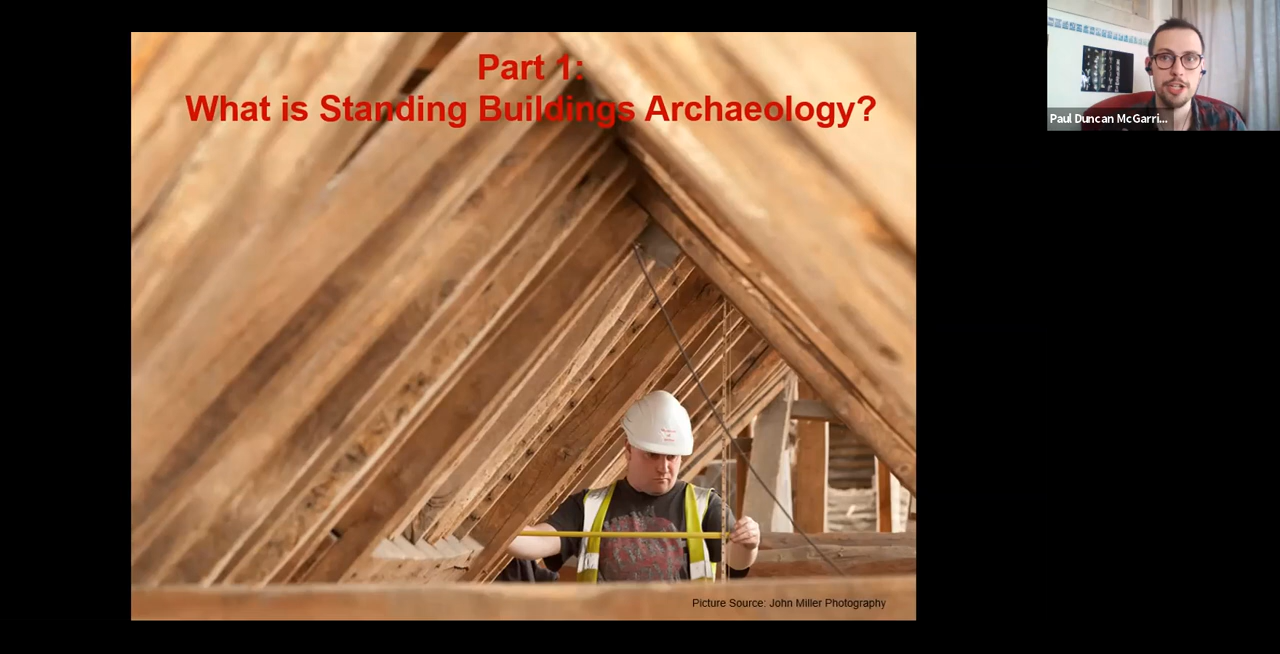 Part 1:
What is Standing Buildings Archaeology?
Paul Duncan McGarri...
Picture Source: John Miller Photography